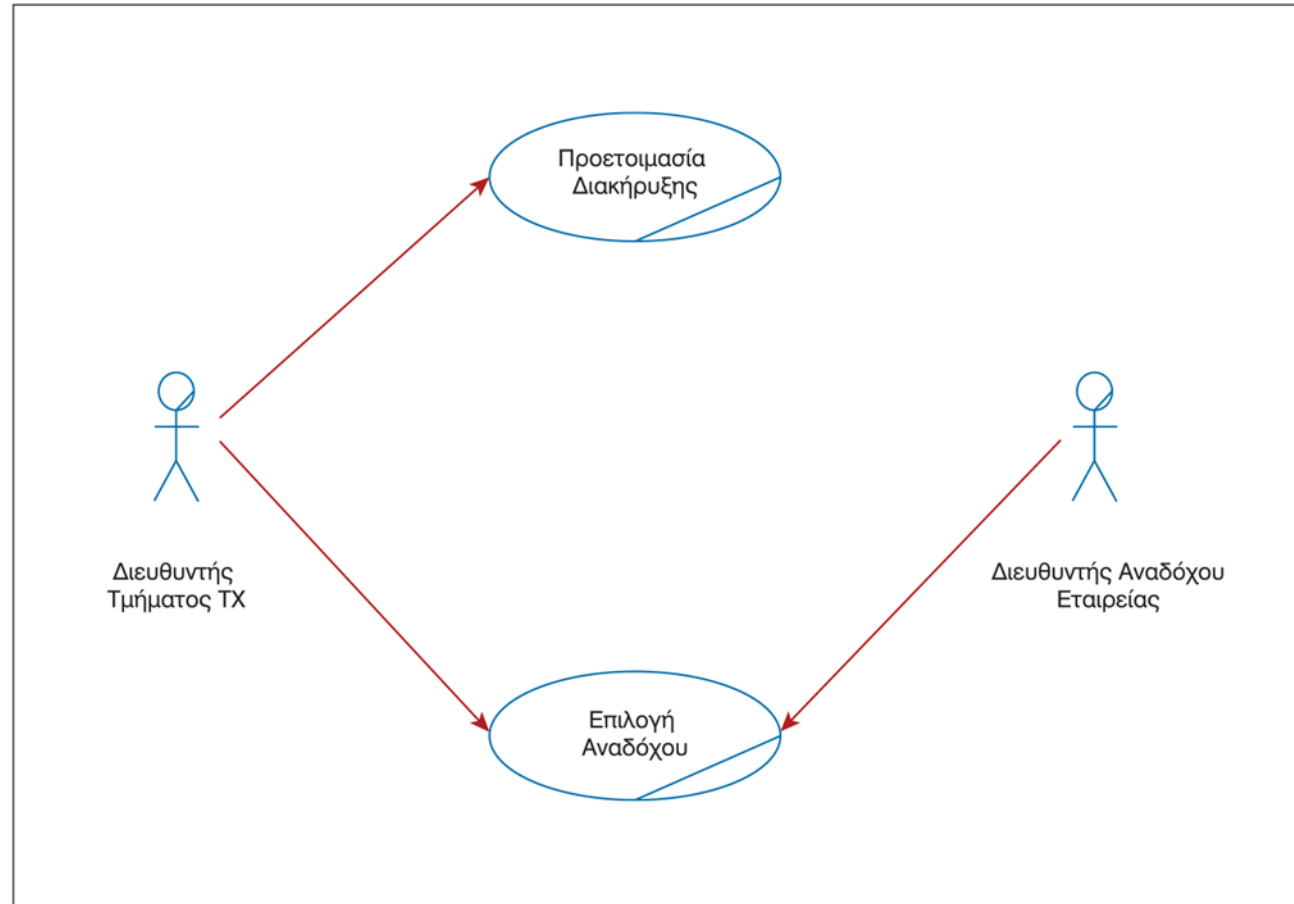 Προετοιμασία
Διακήρυξης
Διευθυντής
Τμήματος ΤΧ
Διευθυντής Αναδόχου
Εταιρείας
Επιλογή
Αναδόχου